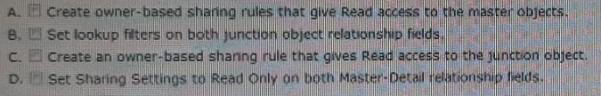 A. Create owner-based sharing rules that give Read access to the master objects.
B. Set lookup filters on both junction object relationship fields.
C. Create an owner-based sharing rule that gives Read access to the junction object.
D. Set Sharing Settings to Read Only on both Master-Detail relationship fields.